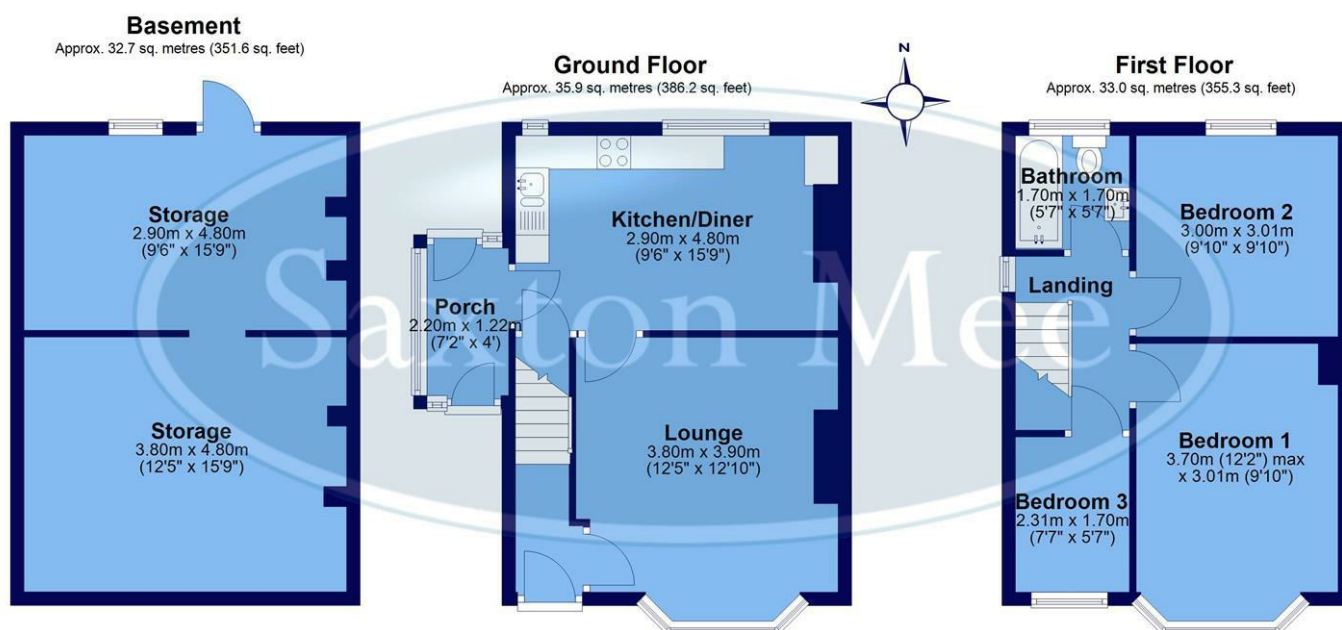 Basement
Approx. 32.7 sq. metres (351.6 sq. feet)
Storage
2.90m x 4.80m
(9'6" x 15'9")
Storage
3.80m x 4.80m
(12'5" x 15'9")
Ground Floor
Approx. 35.9 sq. metres (386.2 sq. feet)
N
Kitchen/Diner
2.90m x 4.80m
(9'6" x 15'9")
Porch
2.20m x 1.22m
(7'2" x 4')
Lounge
3.80m x 3.90m
(12'5" x 12'10")
First Floor
Approx. 33.0 sq. metres (355.3 sq. feet)
Bathroom
1.70m x 1.70m
(5'7" x 5'7")
Bedroom 2
3.00m x 3.01m
(9'10" x 9'10")
Landing
Bedroom 1
3.70m (12'2") max
x 3.01m (9'10")
Bedroom 3
2.31m x 1.70m
(7'7" x 5'7")
Saxton Mee